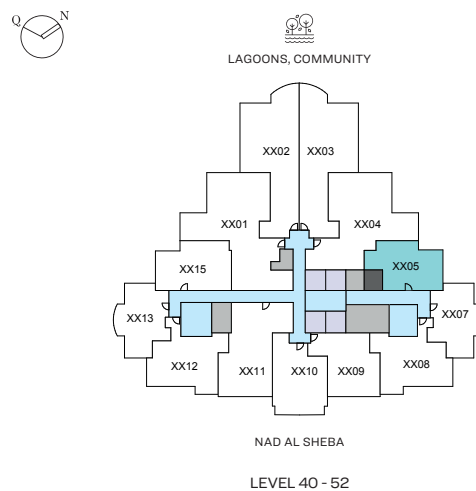 Q N
LAGOONS, COMMUNITY
XX02 XX03
XX01 XX04
XX15 XX05
XX13 XX07
XX12 XX11 XX10 XX09 XX08
NAD AL SHEBA
LEVEL 40 - 52